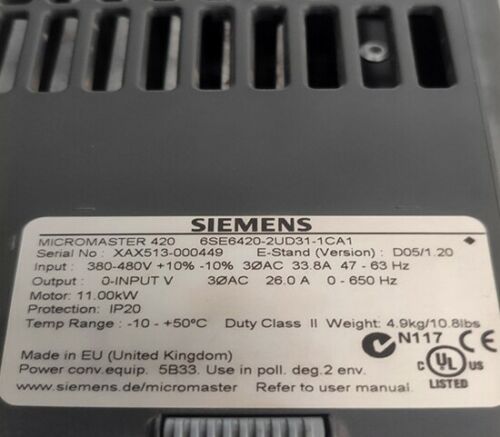 SIEMENS
MICROMASTER 420 6SE6420-2UD31-1CA1
Serial No : XAX513-000449 E-Stand (Version) : D05/1.20
Input : 380-480V +10% -10% 3ØAC 33.8A 47 - 63 Hz
Output : 0-INPUT V 3ØAC 26.0 A 0 - 650 Hz
Motor: 11.00kW
Protection: IP20
Temp Range : -10 - +50°C Duty Class II Weight: 4.9kg/10.8lbs
N117
Made in EU (United Kingdom)
C UL US
Power conv.equip. 5B33. Use in poll. deg.2 env.
LISTED
www.siemens.de/micromaster Refer to user manual.